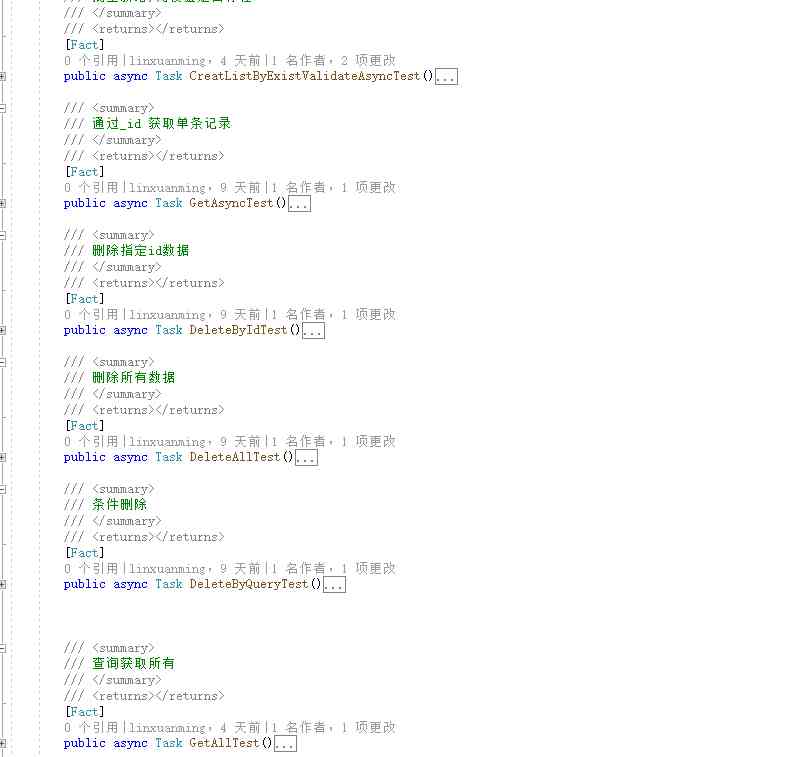 /// </summary>
/// <returns></returns>
[Fact]
0 个引用|linxuanming，4 天前|1 名作者，2 项更改
public async Task CreatListByExistValidateAsyncTest()...
/// <summary>
/// 通过_id 获取单条记录
/// </summary>
/// <returns></returns>
[Fact]
0 个引用|linxuanming，9 天前|1 名作者，1 项更改
public async Task GetAsyncTest()...
/// <summary>
/// 删除指定id数据
/// </summary>
/// <returns></returns>
[Fact]
0 个引用|linxuanming，9 天前|1 名作者，1 项更改
public async Task DeleteByIdTest()...
/// <summary>
/// 删除所有数据
/// </summary>
/// <returns></returns>
[Fact]
0 个引用|linxuanming，9 天前|1 名作者，1 项更改
public async Task DeleteAllTest()...
/// <summary>
/// 条件删除
/// </summary>
/// <returns></returns>
[Fact]
0 个引用|linxuanming，9 天前|1 名作者，1 项更改
public async Task DeleteByQueryTest()...
/// <summary>
/// 查询获取所有
/// </summary>
/// <returns></returns>
[Fact]
0 个引用|linxuanming，4 天前|1 名作者，1 项更改
public async Task GetAllTest()...